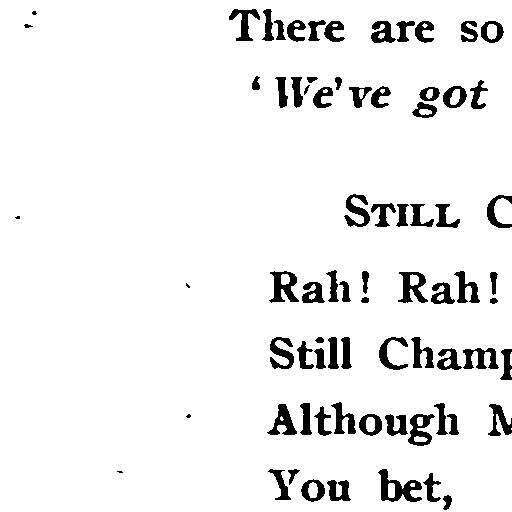 There are so
‘We've got
STILL C
Rah! Rah!
Still Champ
Although M
You bet,